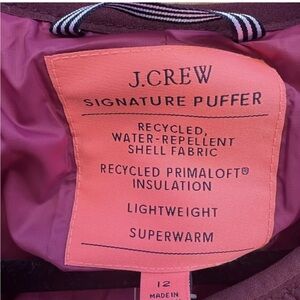 J.CREW
SIGNATURE PUFFER
RECYCLED,
WATER-REPELLENT
SHELL FABRIC
RECYCLED PRIMALOFT®
INSULATION
LIGHTWEIGHT
SUPERWARM
12
MADE IN